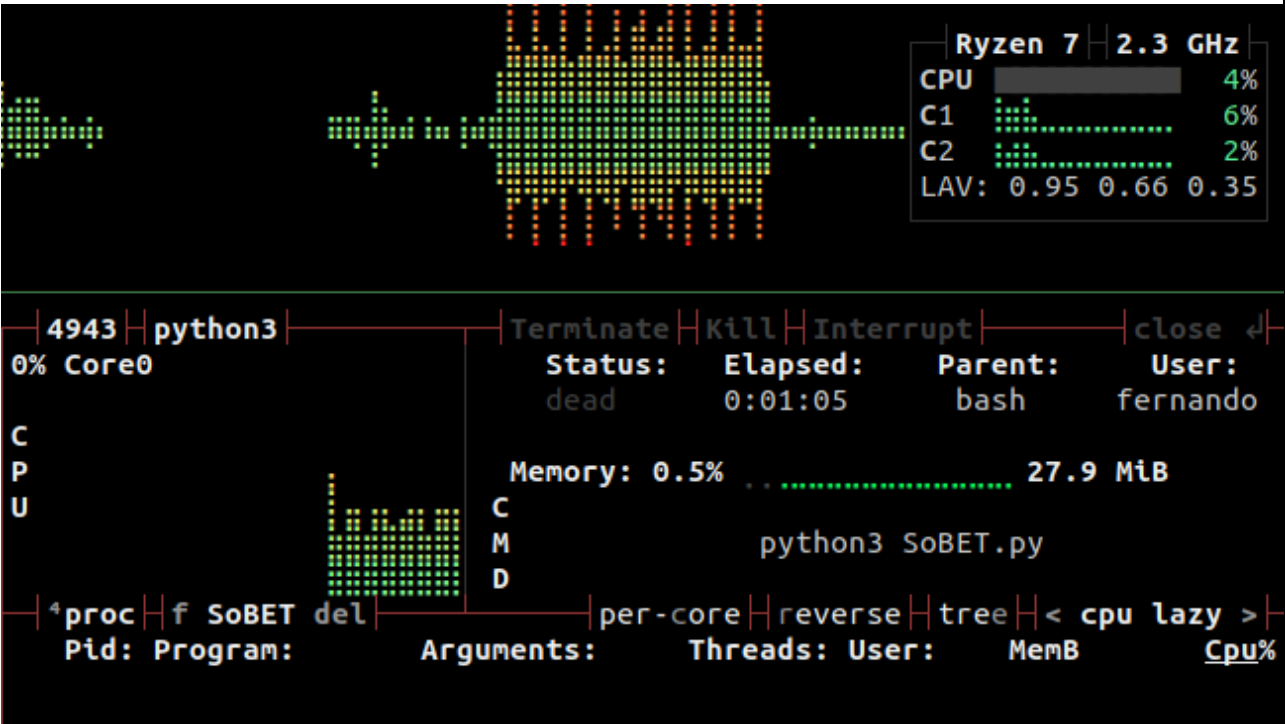 Ryzen 7 2.3 GHz
CPU 4%
C1 6%
C2 2%
LAV: 0.95 0.66 0.35
4943 python3 Terminate Kill Interrupt close ↲
0% Core0 Status: Elapsed: Parent: User:
dead 0:01:05 bash fernando
CPU
Memory: 0.5% 27.9 MiB
CMD
python3 SoBET.py
⁴proc f SoBET del per-core reverse tree < cpu lazy >
Pid: Program: Arguments: Threads: User: MemB Cpu%